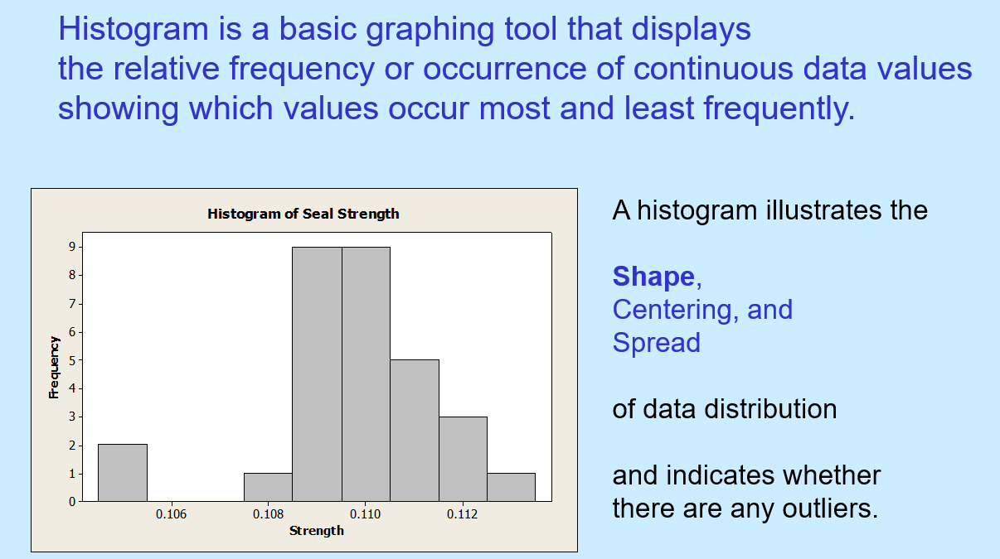 Histogram is a basic graphing tool that displays
the relative frequency or occurrence of continuous data values
showing which values occur most and least frequently.
Histogram of Seal Strength
9
8
7
6
5
4
3
2
1
0
Frequency
0.106 0.108 0.110 0.112
Strength
A histogram illustrates the
Shape,
Centering, and
Spread
of data distribution
and indicates whether
there are any outliers.